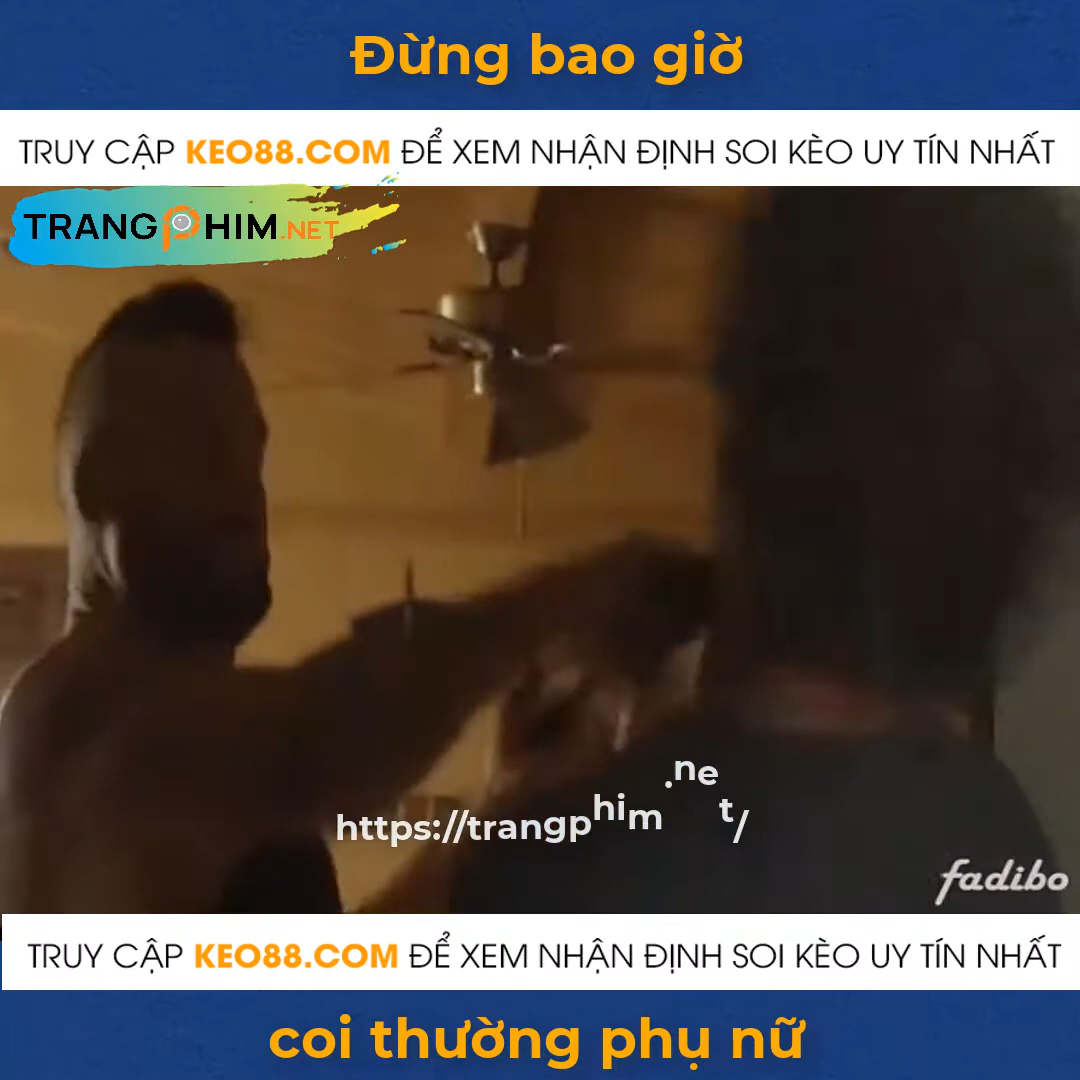 Đừng bao giờ
TRUY CẬP KEO88.COM ĐỂ XEM NHẬN ĐỊNH SOI KÈO UY TÍN NHẤT
TRANGPHIM.NET
https://trangphim.net/
fadibo
TRUY CẬP KEO88.COM ĐỂ XEM NHẬN ĐỊNH SOI KÈO UY TÍN NHẤT
coi thường phụ nữ